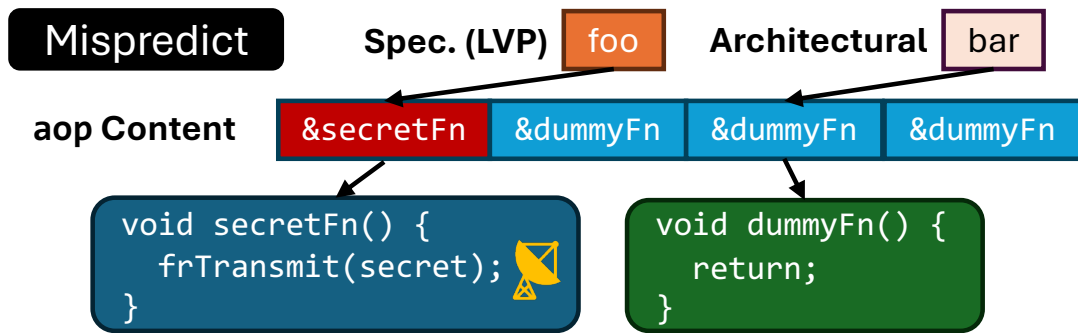 Mispredict
Spec. (LVP) foo Architectural bar
aop Content &secretFn &dummyFn &dummyFn &dummyFn
void secretFn() {
frTransmit(secret);
}
void dummyFn() {
return;
}